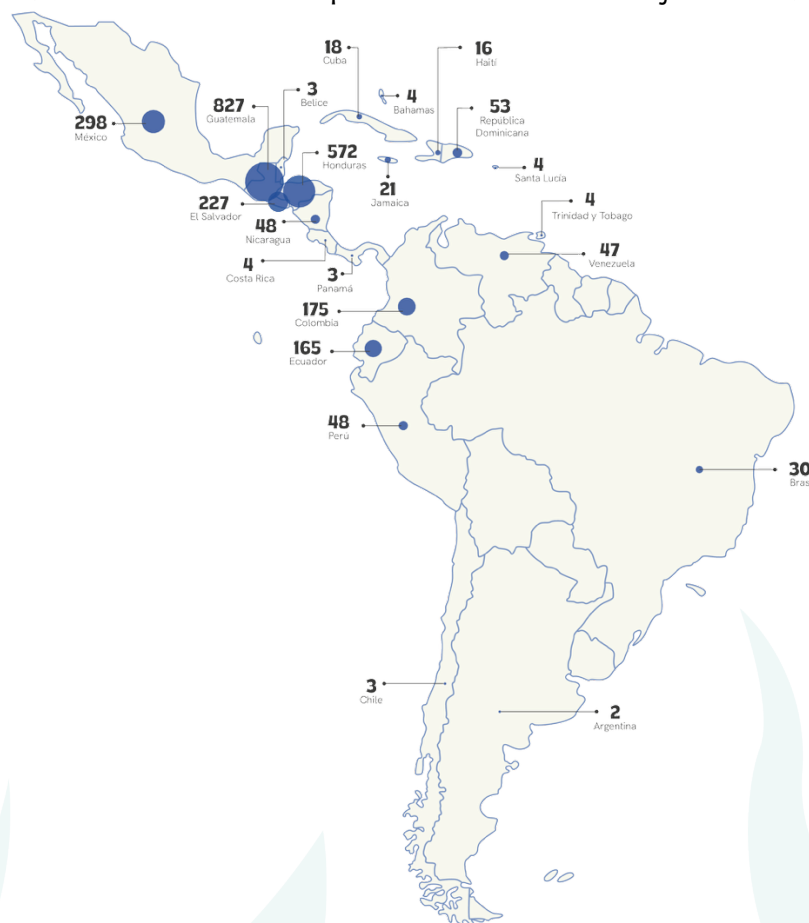 18
Cuba
16
Haití
3
Belice
4
Bahamas
827
Guatemala
53
República
Dominicana
298
México
572
Honduras
4
Santa Lucía
21
Jamaica
227
El Salvador
4
Trinidad y Tobago
48
Nicaragua
47
Venezuela
4
Costa Rica
3
Panamá
175
Colombia
165
Ecuador
48
Perú
30
Bras
3
Chile
2
Argentina